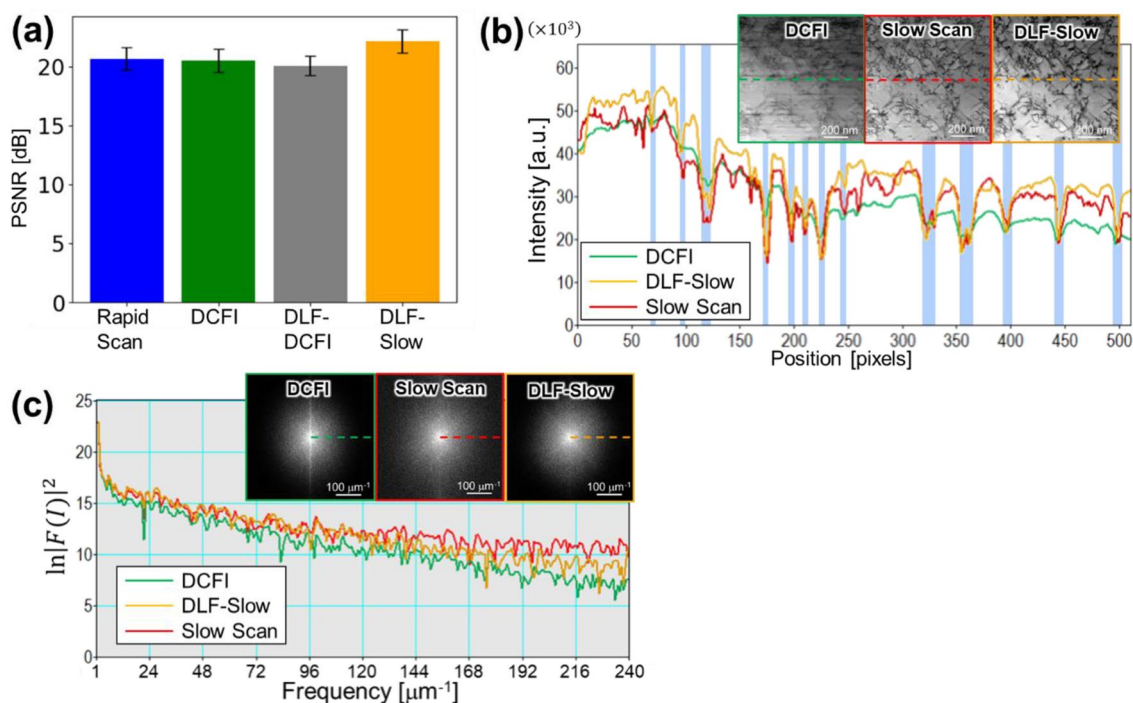 (a)
PSNR [dB]
20
15
10
5
0
Rapid Scan
DCFI
DLF-DCFI
DLF-Slow
(b)
(×10³)
Intensity [a.u.]
60
50
40
30
20
10
0
DCFI
200 nm
Slow Scan
200 nm
DLF-Slow
200 nm
DCFI
DLF-Slow
Slow Scan
0 50 100 150 200 250 300 350 400 450 500
Position [pixels]
(c)
ln|F(I)|²
25
20
15
10
5
0
DCFI
100 µm⁻¹
Slow Scan
100 µm⁻¹
DLF-Slow
100 µm⁻¹
DCFI
DLF-Slow
Slow Scan
1 24 48 72 96 120 144 168 192 216 240
Frequency [µm⁻¹]